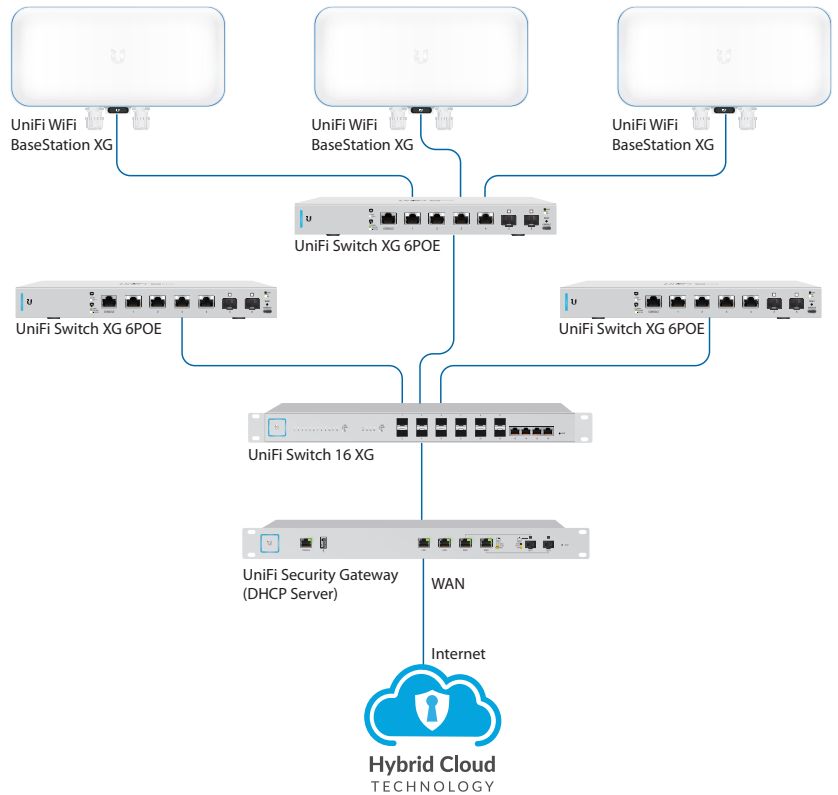 UniFi WiFi
BaseStation XG
UniFi WiFi
BaseStation XG
UniFi WiFi
BaseStation XG
UniFi Switch XG 6POE
UniFi Switch XG 6POE
UniFi Switch XG 6POE
UniFi Switch 16 XG
UniFi Security Gateway
(DHCP Server)
WAN
Internet
Hybrid Cloud
TECHNOLOGY